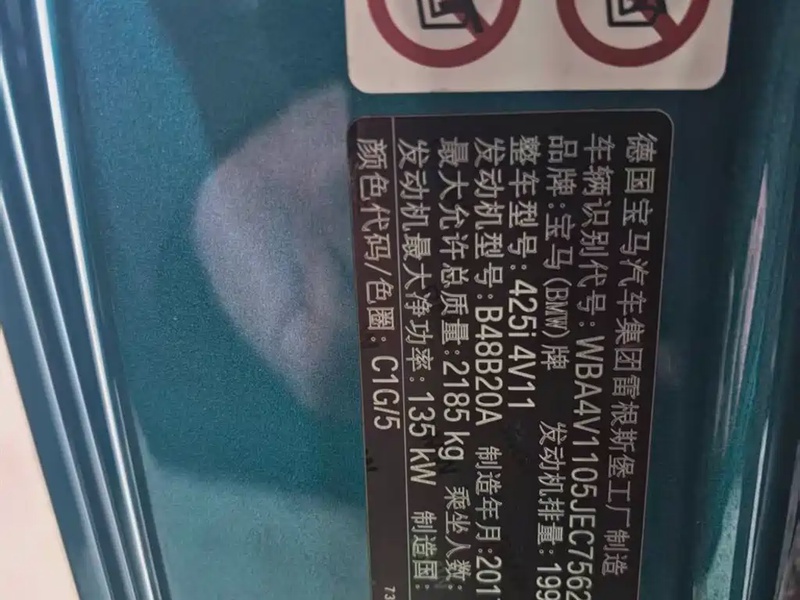 德国宝马汽车集团雷根斯堡工厂 制造
车辆识别代号: WBA4V1105JEC7562
品牌:宝马(BMW)牌 发动机排量: 199
整车型号: 425i 4V11
发动机型号: B48B20A 制造年月:201
最大允许总质量:2185 kg 乘坐人数:
发动机最大净功率: 135 kW 制造国:
颜色代码/色圈: C1G/5
73